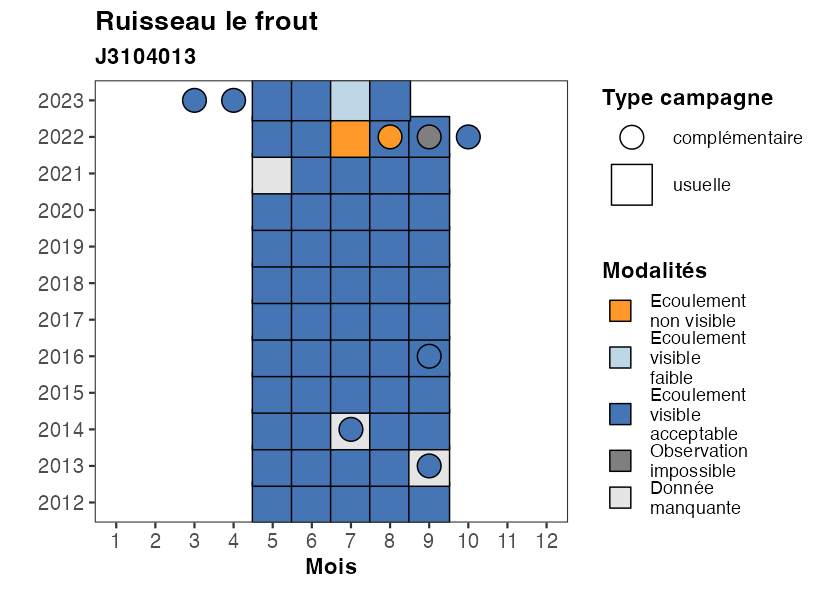 Ruisseau le frout
J3104013
2023
2022
2021
2020
2019
2018
2017
2016
2015
2014
2013
2012
1 2 3 4 5 6 7 8 9 10 11 12
Mois
Type campagne
complémentaire
usuelle
Modalités
Ecoulement
non visible
Ecoulement
visible
faible
Ecoulement
visible
acceptable
Observation
impossible
Donnée
manquante